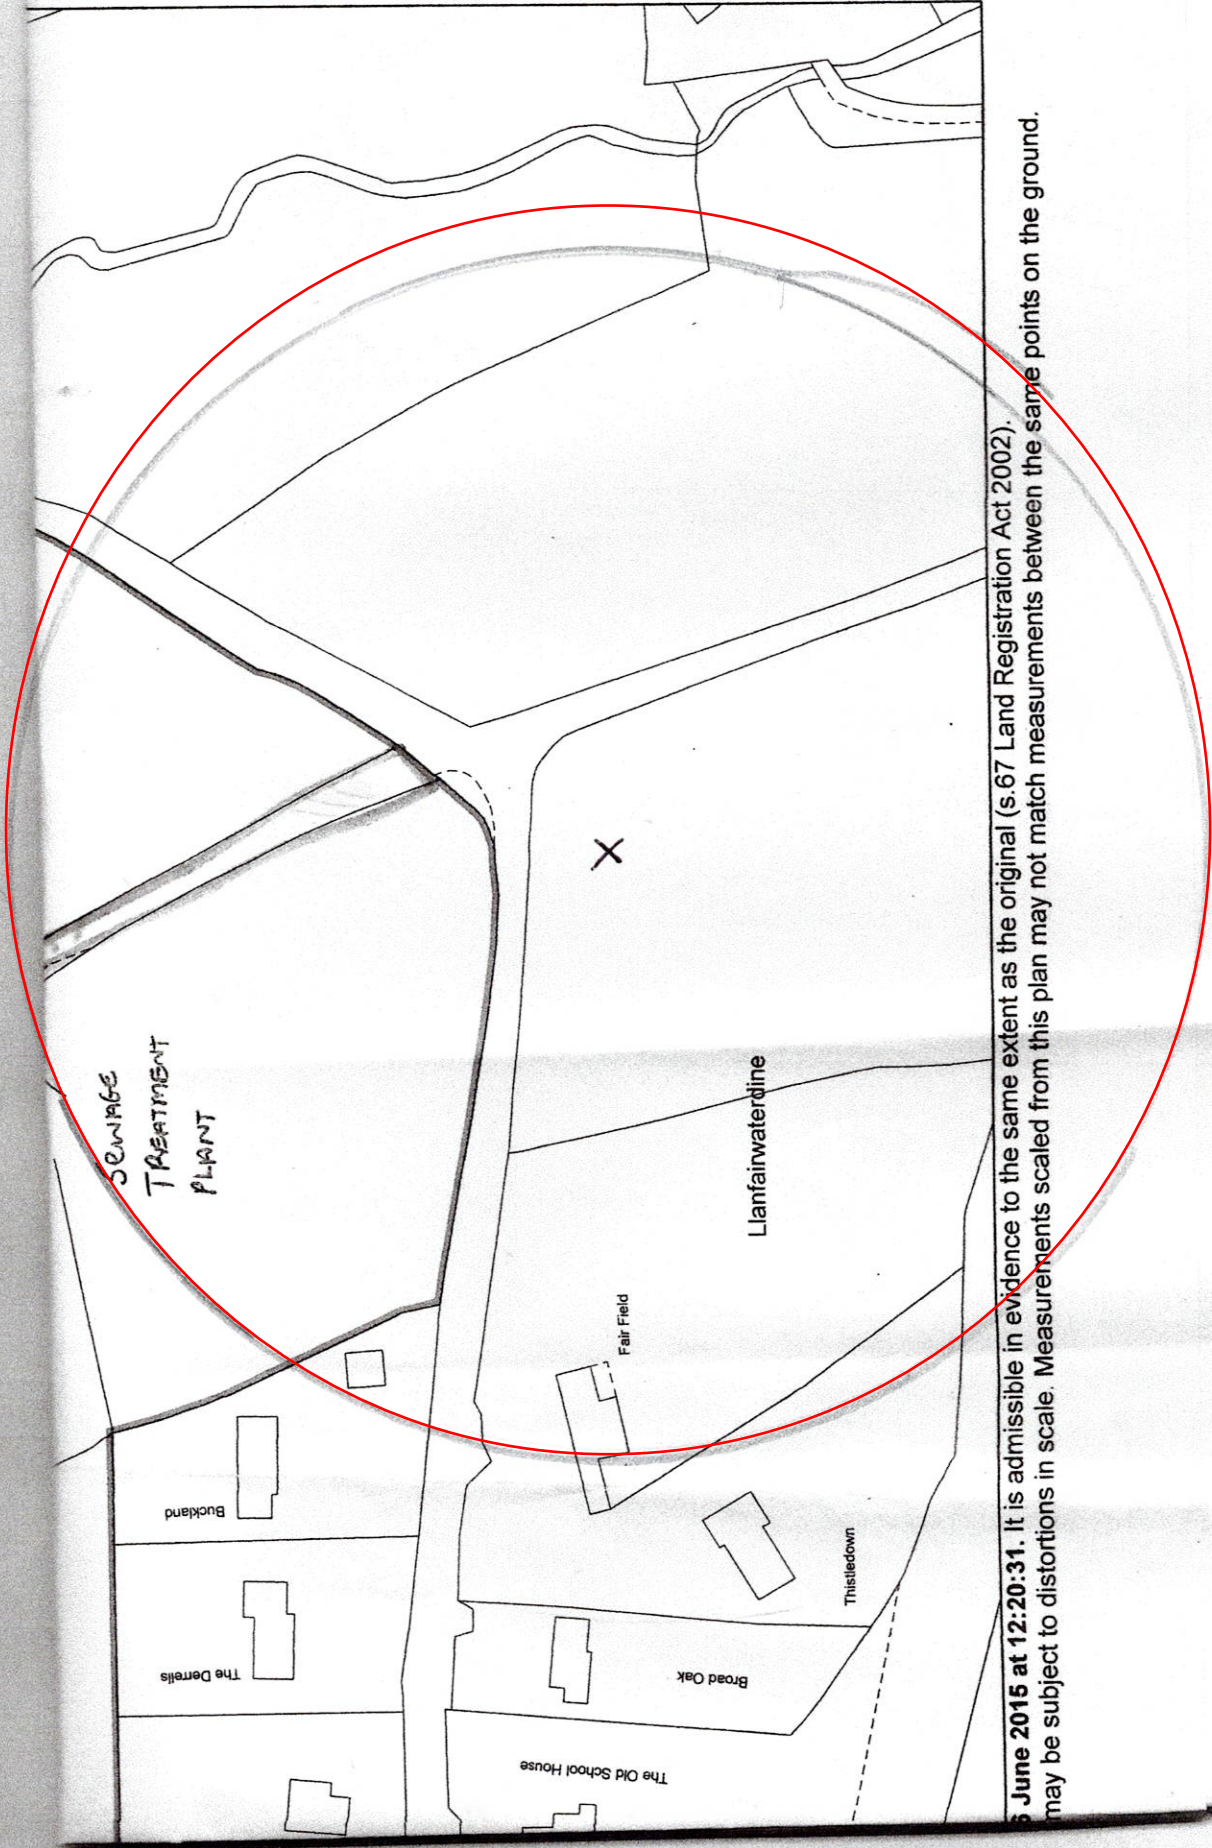 SEWAGE
TREATMENT
PLANT
Buckland
The Derrells
Fair Field
Llanfairwaterdine
Thistledown
Broad Oak
The Old School House
June 2015 at 12:20:31. It is admissible in evidence to the same extent as the original (s.67 Land Registration Act 2002).
may be subject to distortions in scale. Measurements scaled from this plan may not match measurements between the same points on the ground.